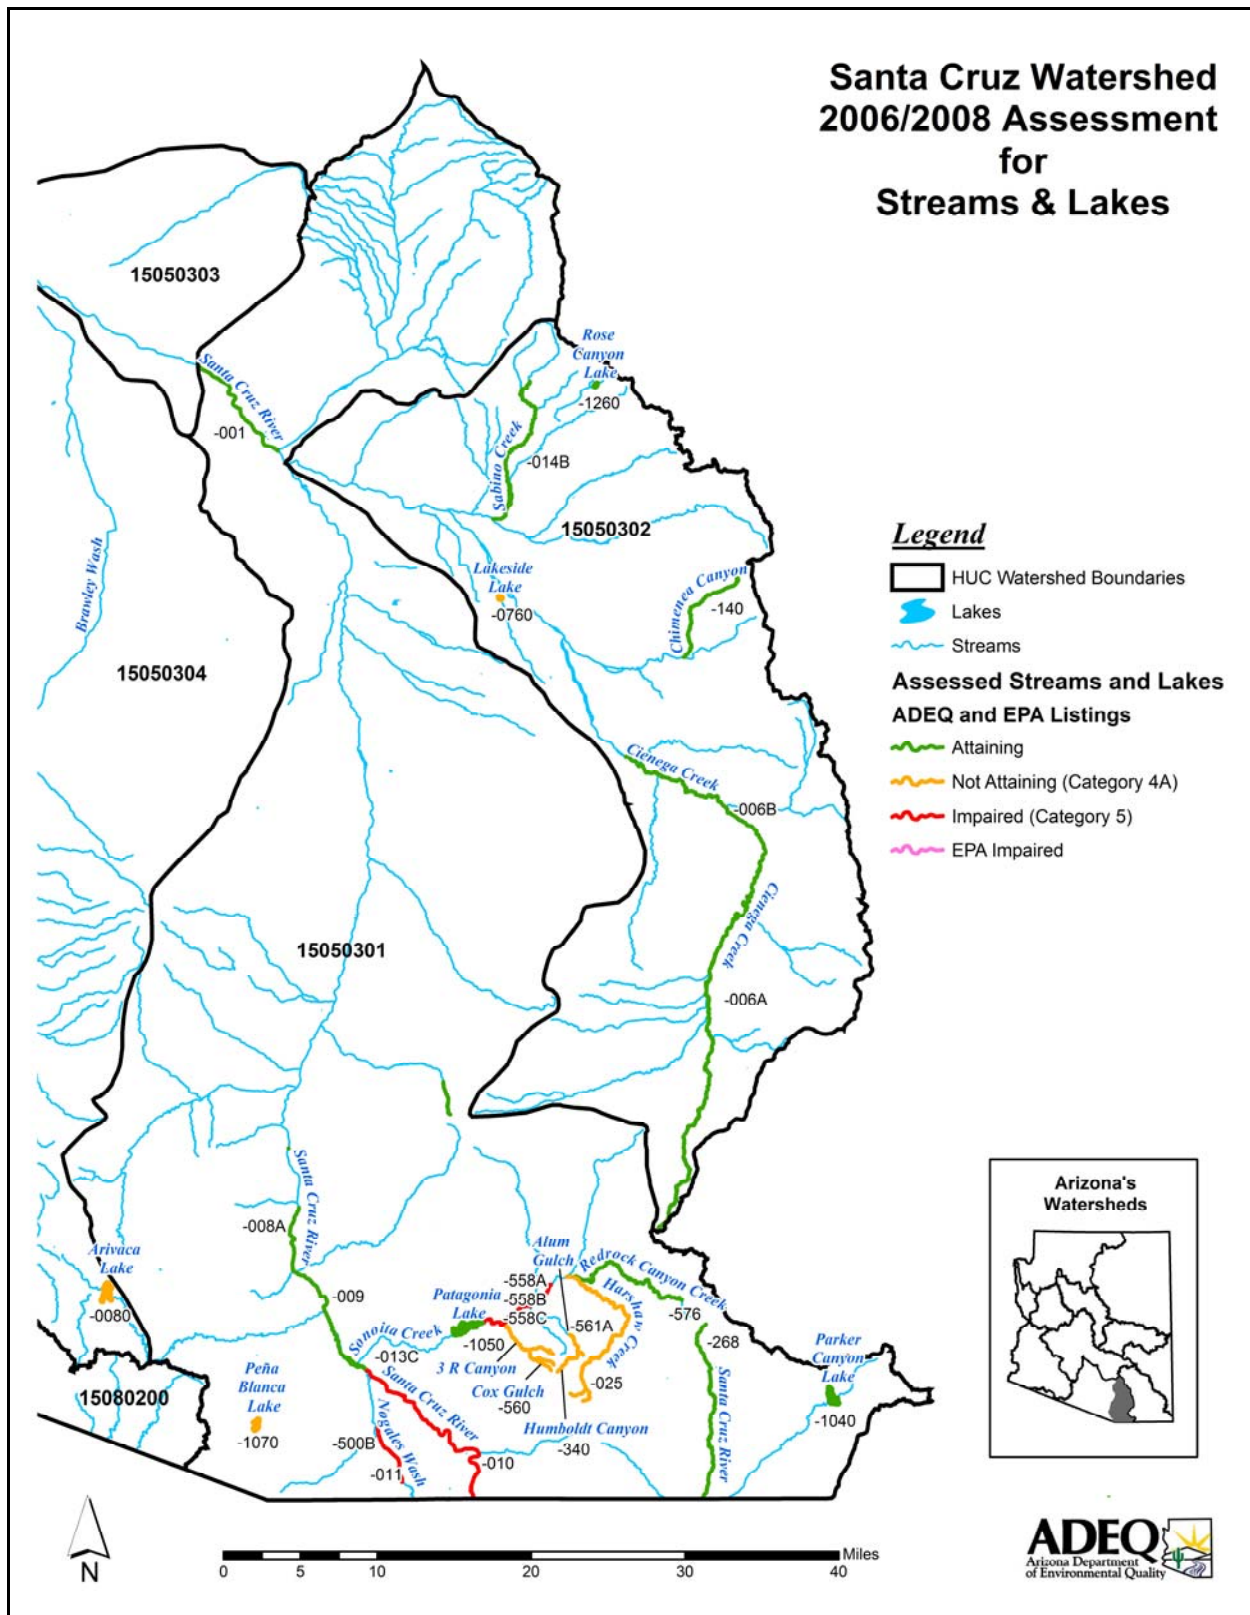 Santa Cruz Watershed
2006/2008 Assessment
for
Streams & Lakes
15050303
Rose
Canyon
Lake
-1260
Santa Cruz River
-001
Sabino Creek
-014B
15050302
Brawley Wash
Lakeside
Lake
-0760
Chimenea Canyon
-140
15050304
Legend
HUC Watershed Boundaries
Lakes
Streams
Assessed Streams and Lakes
ADEQ and EPA Listings
Attaining
Not Attaining (Category 4A)
Impaired (Category 5)
EPA Impaired
Cienega Creek
-006B
Cienega Creek
-006A
15050301
Santa Cruz River
-008A
Arivaca
Lake
-0080
-009
Alum
Gulch
Redrock Canyon Creek
-558A
-558B
-558C
Harshaw Creek
Patagonia
Lake
-1050
-561A
-576
-268
Sonoita Creek
-013C
3 R Canyon
Cox Gulch
-560
-025
Humboldt Canyon
-340
Parker
Canyon
Lake
-1040
Peña
Blanca
Lake
-1070
15080200
Santa Cruz River
-010
Nogales Wash
-500B
-011
Santa Cruz River
Arizona's
Watersheds
N
0 5 10 20 30 40 Miles
ADEQ
Arizona Department
of Environmental Quality